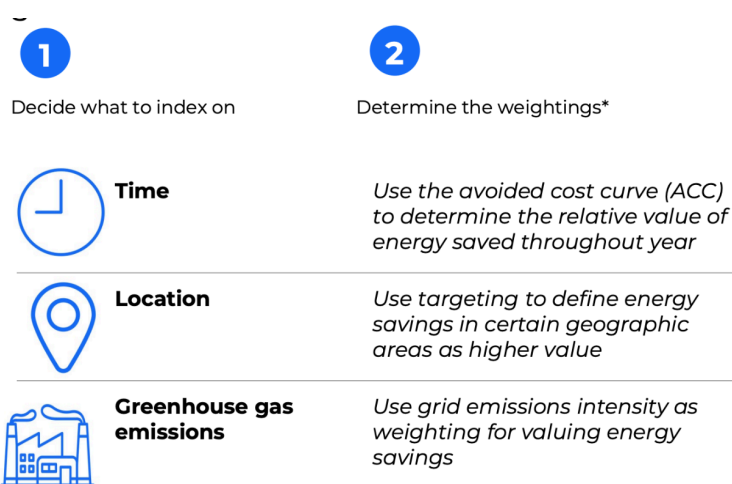 1
2
Decide what to index on
Determine the weightings*
Time
Use the avoided cost curve (ACC)
to determine the relative value of
energy saved throughout year
Location
Use targeting to define energy
savings in certain geographic
areas as higher value
Greenhouse gas
emissions
Use grid emissions intensity as
weighting for valuing energy
savings